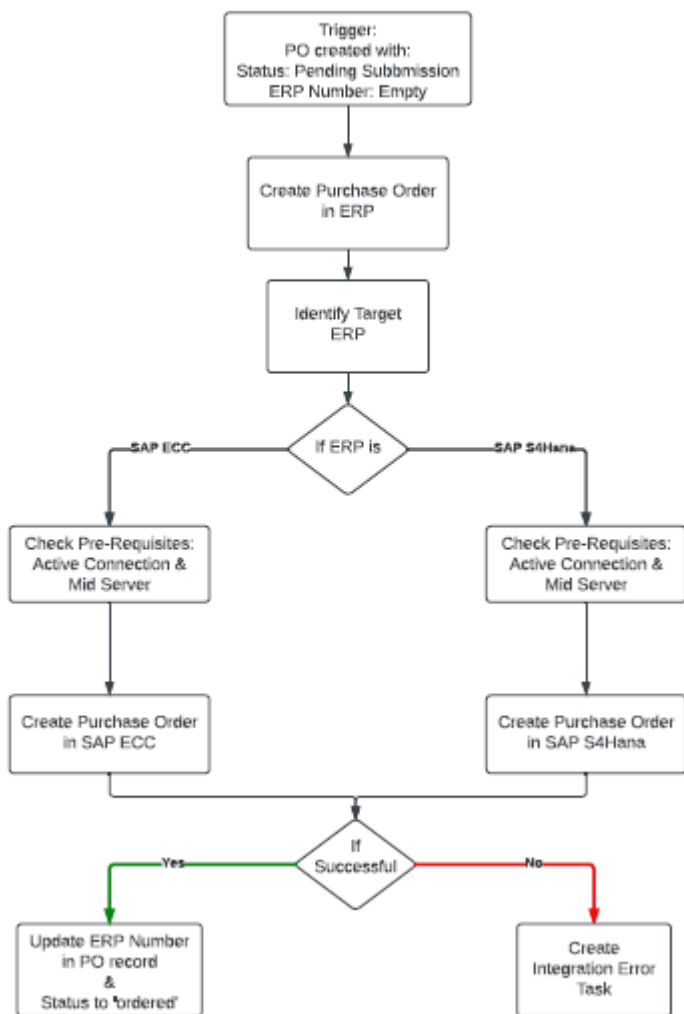 Trigger:
PO created with:
Status: Pending Subbmission
ERP Number: Empty
Create Purchase Order
in ERP
Identify Target
ERP
If ERP is
SAP ECC
SAP S4Hana
Check Pre-Requisites:
Active Connection &
Mid Server
Check Pre-Requisites:
Active Connection &
Mid Server
Create Purchase Order
in SAP ECC
Create Purchase Order
in SAP S4Hana
If
Successful
Yes
No
Update ERP Number
in PO record
&
Status to 'ordered'
Create
Integration Error
Task